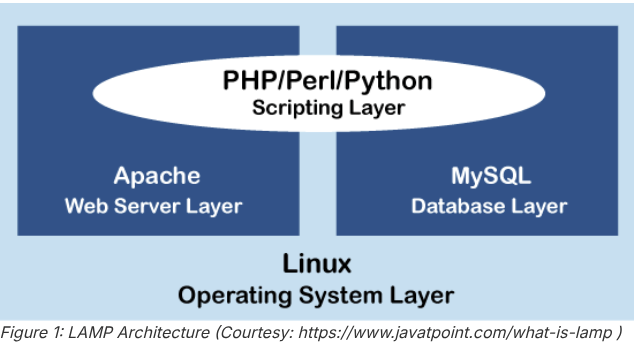 PHP/Perl/Python
Scripting Layer
Apache
Web Server Layer
MySQL
Database Layer
Linux
Operating System Layer
Figure 1: LAMP Architecture (Courtesy: https://www.javatpoint.com/what-is-lamp )